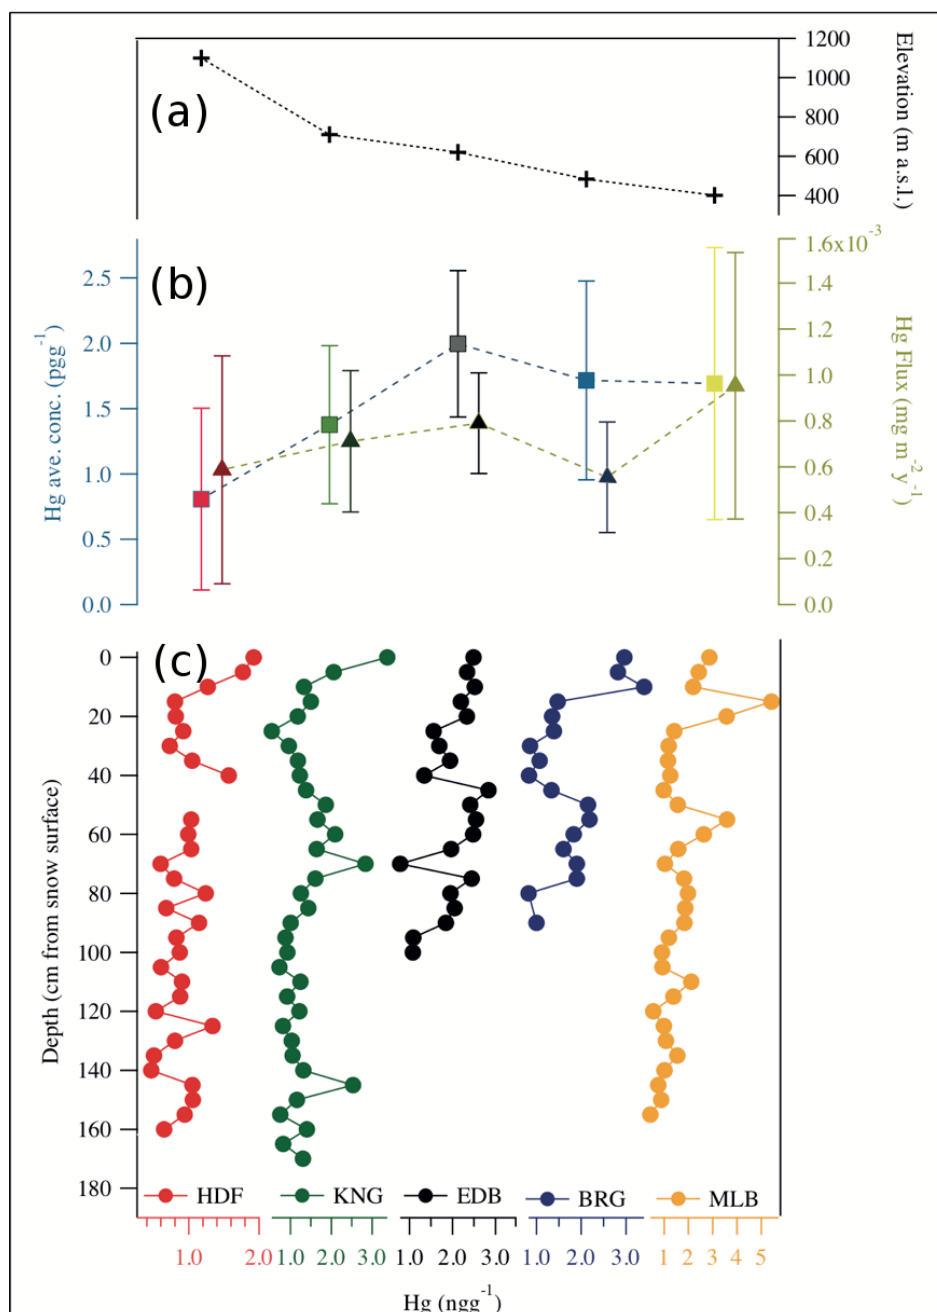 (a)
1200
1000
800
600
400
Elevation (m a.s.l.)
(b)
Hg ave. conc. (pgg-1)
2.5
2.0
1.5
1.0
0.5
0.0
1.6x10-3
1.4
1.2
1.0
0.8
0.6
0.4
0.2
0.0
Hg Flux (mg m-2y-1)
(c)
Depth (cm from snow surface)
0
20
40
60
80
100
120
140
160
180
HDF KNG EDB BRG MLB
1.0 2.0 1.0 2.0 3.0 1.0 2.0 3.0 1.0 2.0 3.0 1 2 3 4 5
Hg (ngg-1)